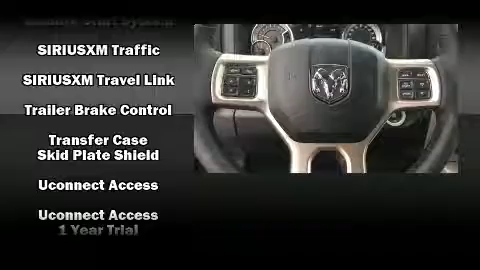 SIRIUSXM Traffic
SIRIUSXM Travel Link
Trailer Brake Control
Transfer Case
Skid Plate Shield
Uconnect Access
Uconnect Access
1 Year Trial